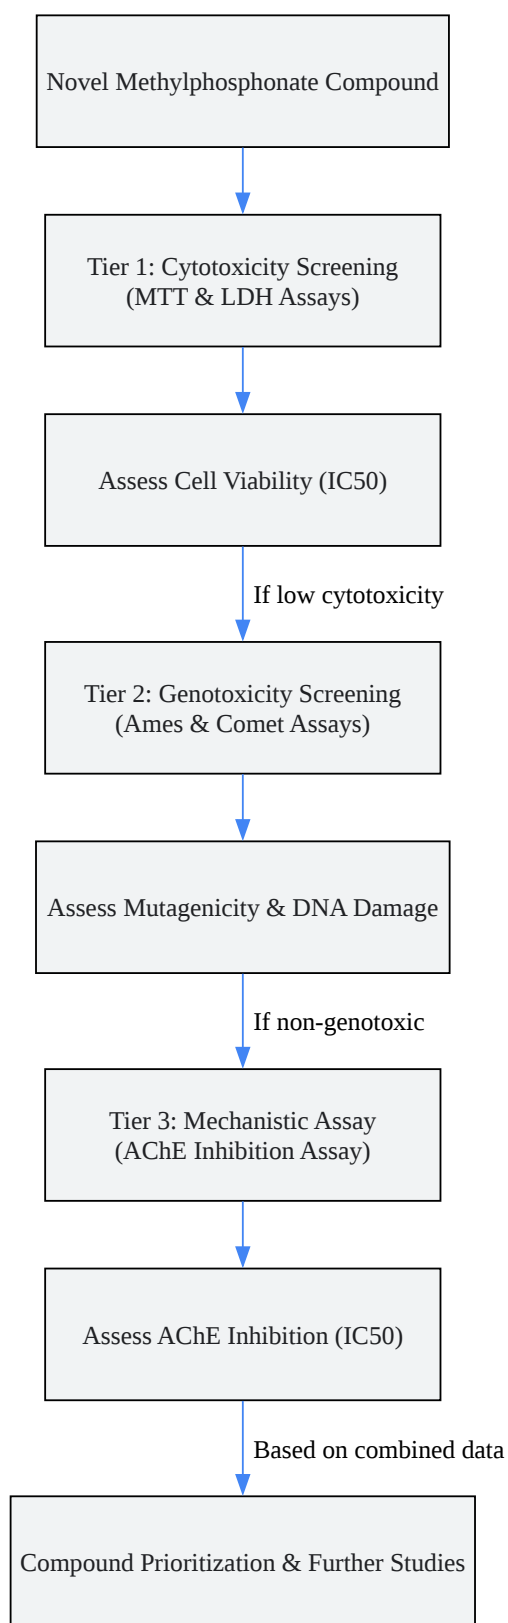 Novel Methylphosphonate Compound
Tier 1: Cytotoxicity Screening
(MTT & LDH Assays)
Assess Cell Viability (IC50)
If low cytotoxicity
Tier 2: Genotoxicity Screening
(Ames & Comet Assays)
Assess Mutagenicity & DNA Damage
If non-genotoxic
Tier 3: Mechanistic Assay
(AChE Inhibition Assay)
Assess AChE Inhibition (IC50)
Based on combined data
Compound Prioritization & Further Studies